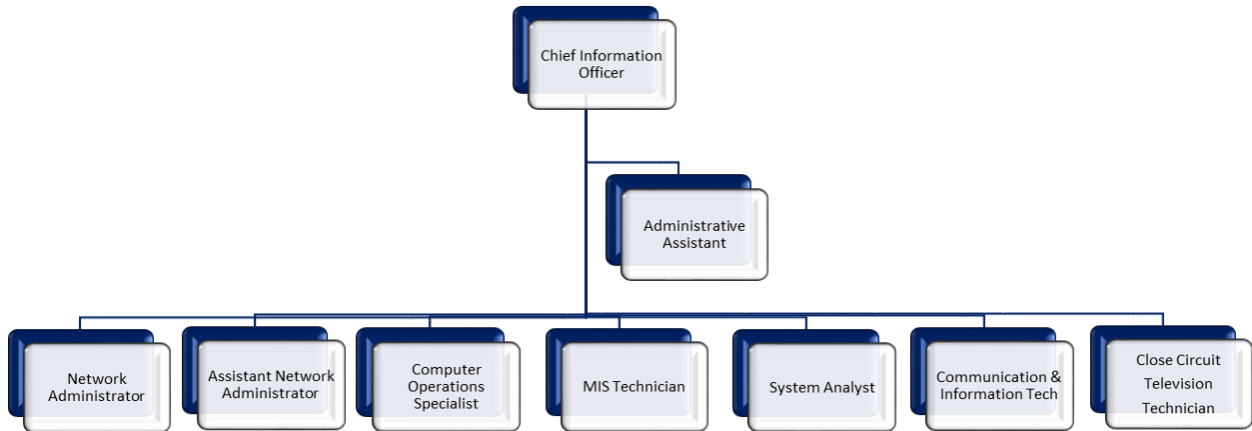 Chief Information
Officer
Administrative
Assistant
Network
Administrator
Assistant Network
Administrator
Computer
Operations
Specialist
MIS Technician
System Analyst
Communication &
Information Tech
Close Circuit
Television
Technician